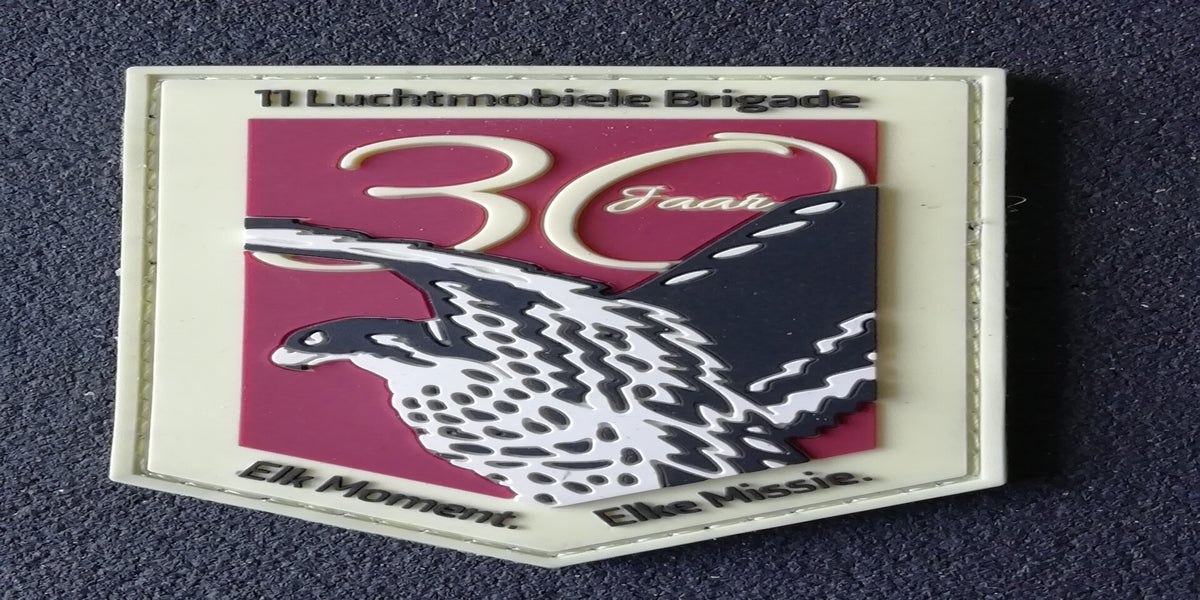 11 Luchtmobiele Brigade
30
Jaar
Elk Moment. Elke Missie.